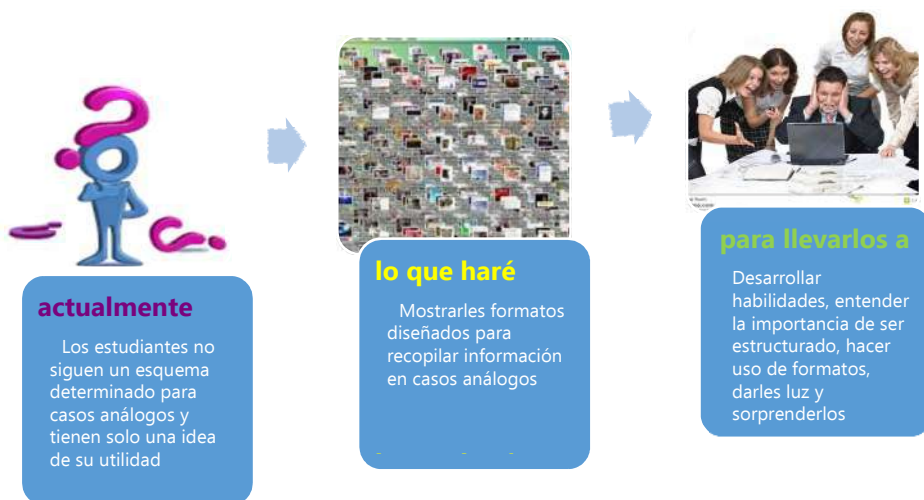 actualmente
Los estudiantes no
siguen un esquema
determinado para
casos análogos y
tienen solo una idea
de su utilidad
lo que haré
Mostrarles formatos
diseñados para
recopilar información
en casos análogos
para llevarlos a
Desarrollar
habilidades, entender
la importancia de ser
estructurado, hacer
uso de formatos,
darles luz y
sorprenderlos